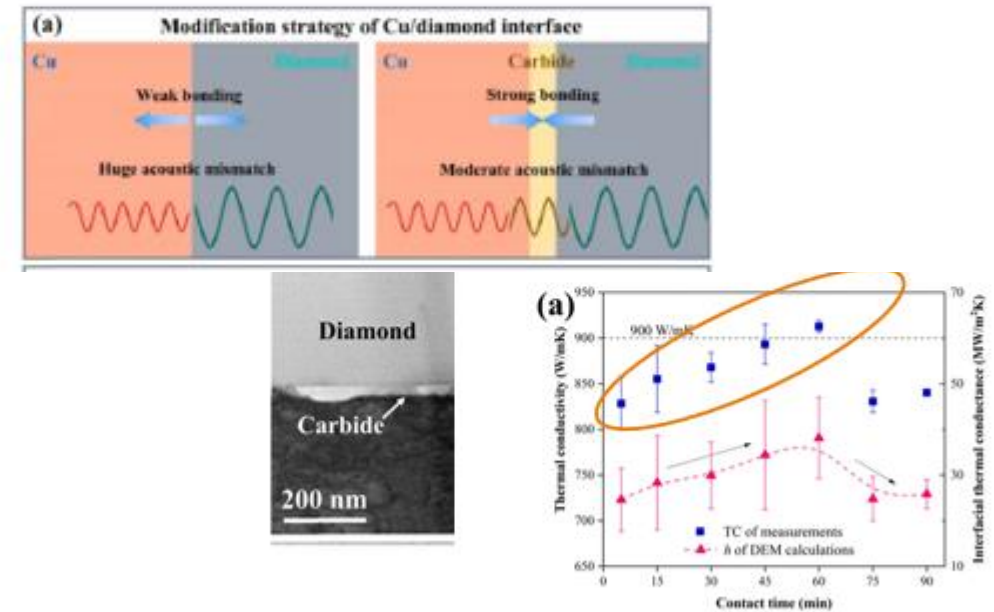 (a) Modification strategy of Cu/diamond interface
Cu Diamond Cu Carbide Diamond
Weak bonding Strong bonding
Huge acoustic mismatch Moderate acoustic mismatch
Diamond
Carbide
200 nm
(a)
Thermal conductivity (W/mK)
950
900
850
800
750
700
650
900 W/mK
TC of measurements
h of DEM calculations
70
50
30
10
Interfacial thermal conductance (MW/m²K)
0 15 30 45 60 75 90
Contact time (min)